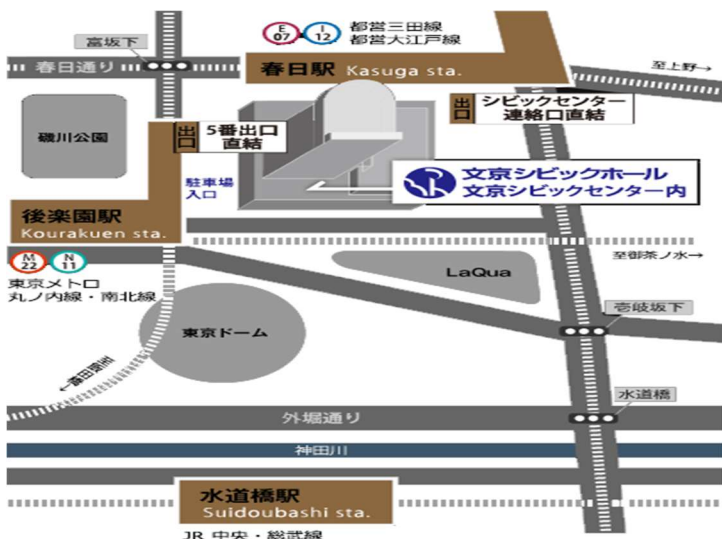 E
07
I
12
都営三田線
都営大江戸線
富坂下
春日通り
春日駅 Kasuga sta.
至上野→
出口
シビックセンター
連絡口直結
磯川公園
出口
5番出口
直結
駐車場
入口
文京シビックホール
文京シビックセンター内
後楽園駅
Kourakuen sta.
M
22
N
11
東京メトロ
丸ノ内線・南北線
至御茶ノ水→
LaQua
東京ドーム
壱岐坂下
至飯田橋
←
水道橋
外堀通り
神田川
水道橋駅
Suidoubashi sta.
JR 中央・総武線